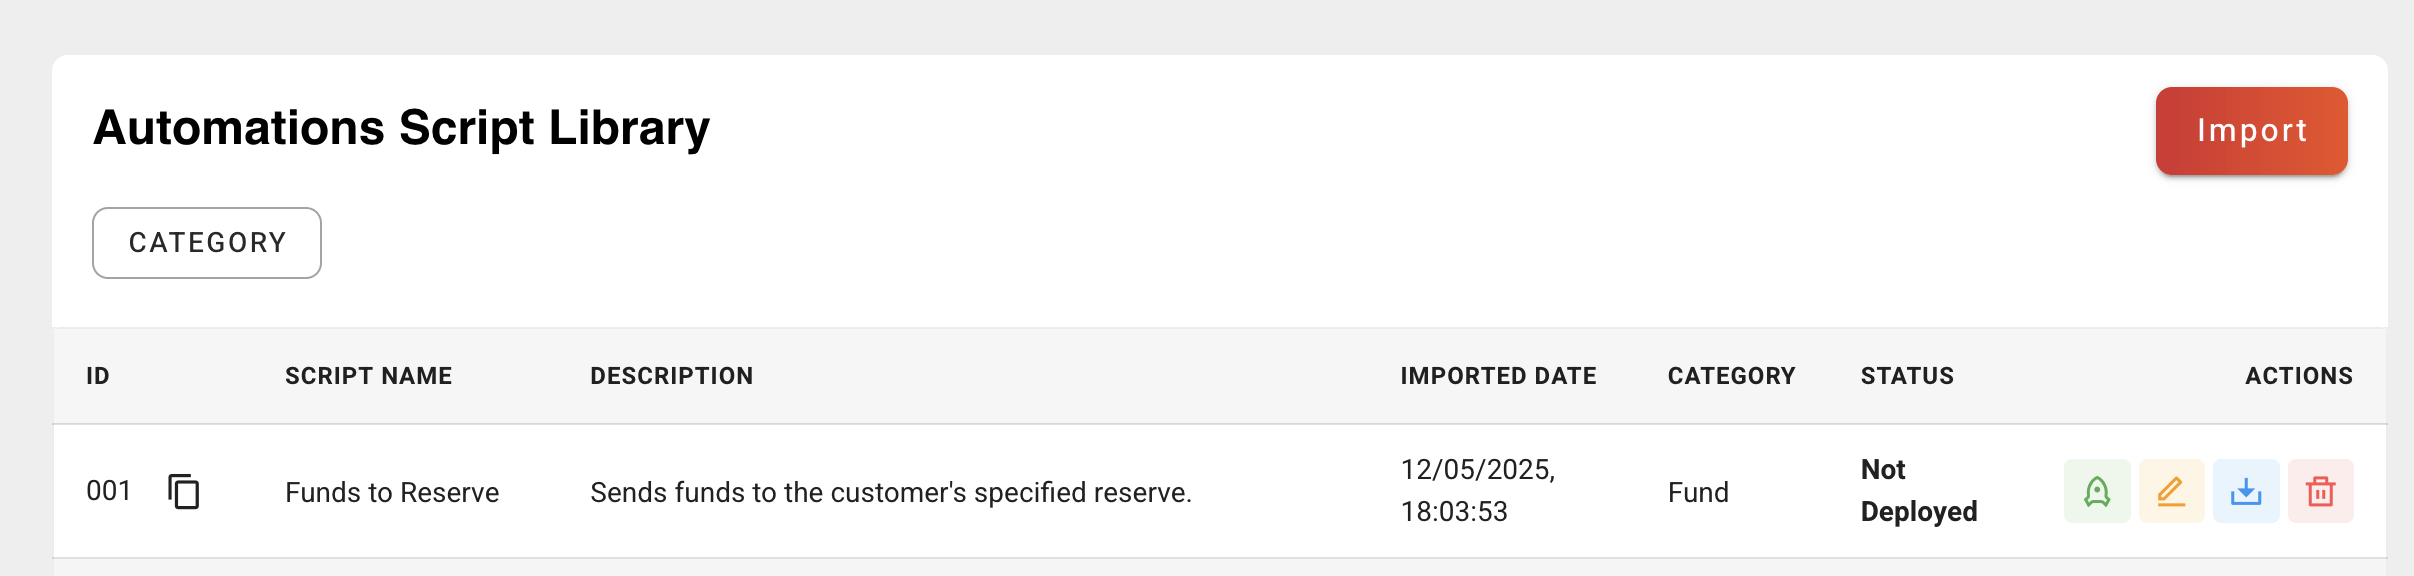 Automations Script Library
Import
CATEGORY
ID SCRIPT NAME DESCRIPTION IMPORTED DATE CATEGORY STATUS ACTIONS
001 Funds to Reserve Sends funds to the customer's specified reserve. 12/05/2025, 18:03:53 Fund Not Deployed